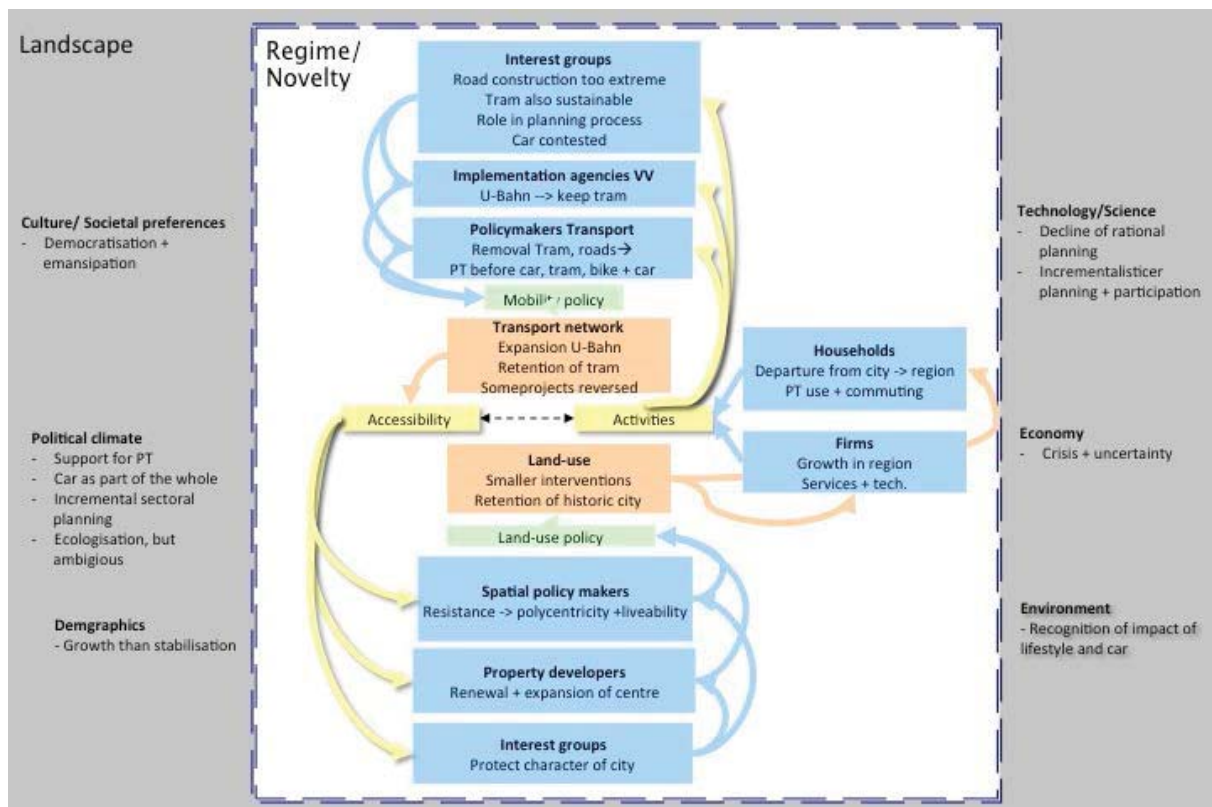 Landscape
Regime/
Novelty
Interest groups
Road construction too extreme
Tram also sustainable
Role in planning process
Car contested
Implementation agencies VV
U-Bahn --> keep tram
Policymakers Transport
Removal Tram, roads→
PT before car, tram, bike + car
Mobility policy
Transport network
Expansion U-Bahn
Retention of tram
Someprojects reversed
Accessibility
Activities
Households
Departure from city -> region
PT use + commuting
Firms
Growth in region
Services + tech.
Land-use
Smaller interventions
Retention of historic city
Land-use policy
Spatial policy makers
Resistance -> polycentricity +liveability
Property developers
Renewal + expansion of centre
Interest groups
Protect character of city
Culture/ Societal preferences
- Democratisation +
emansipation
Political climate
- Support for PT
- Car as part of the whole
- Incremental sectoral
planning
- Ecologisation, but
ambigious
Demgraphics
- Growth than stabilisation
Technology/Science
- Decline of rational
planning
- Incrementalisticer
planning + participation
Economy
- Crisis + uncertainty
Environment
- Recognition of impact of
lifestyle and car